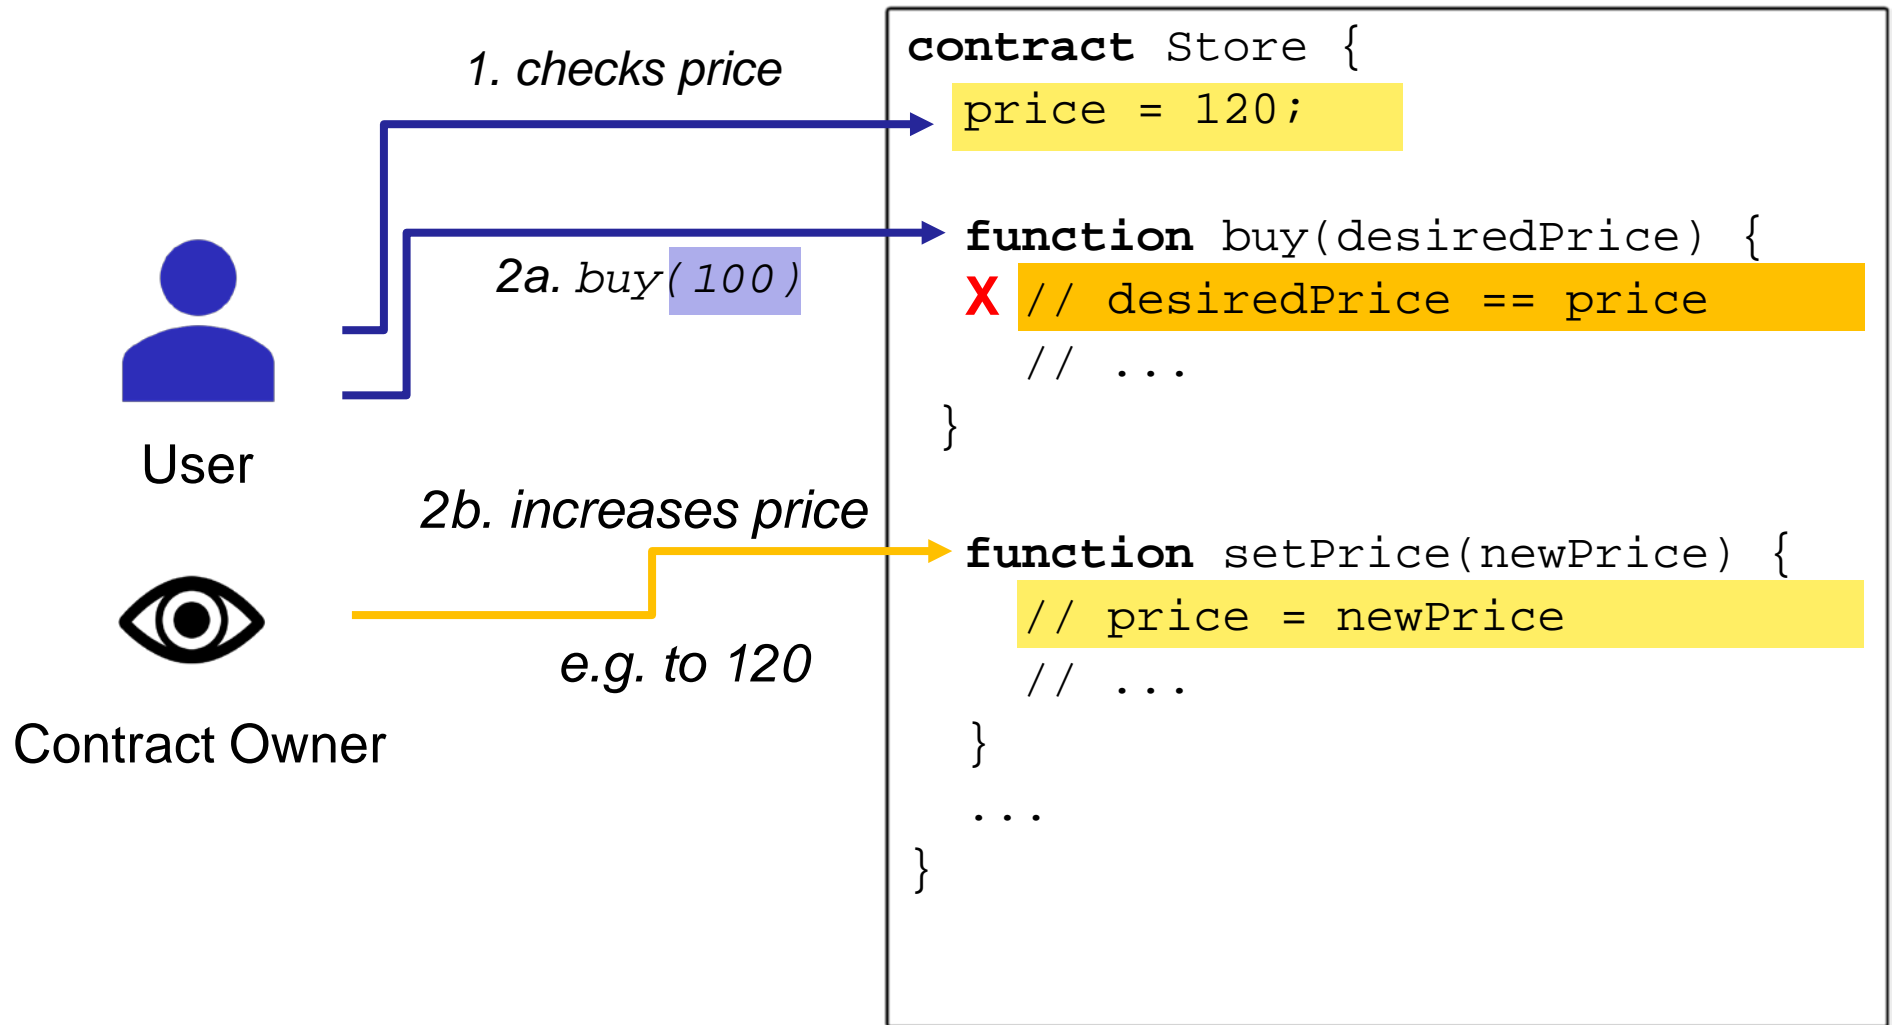 1. checks price
2a. buy(100)
User
2b. increases price
e.g. to 120
Contract Owner
contract Store {
price = 120;
function buy(desiredPrice) {
X // desiredPrice == price
// ...
}
function setPrice(newPrice) {
// price = newPrice
// ...
}
...
}